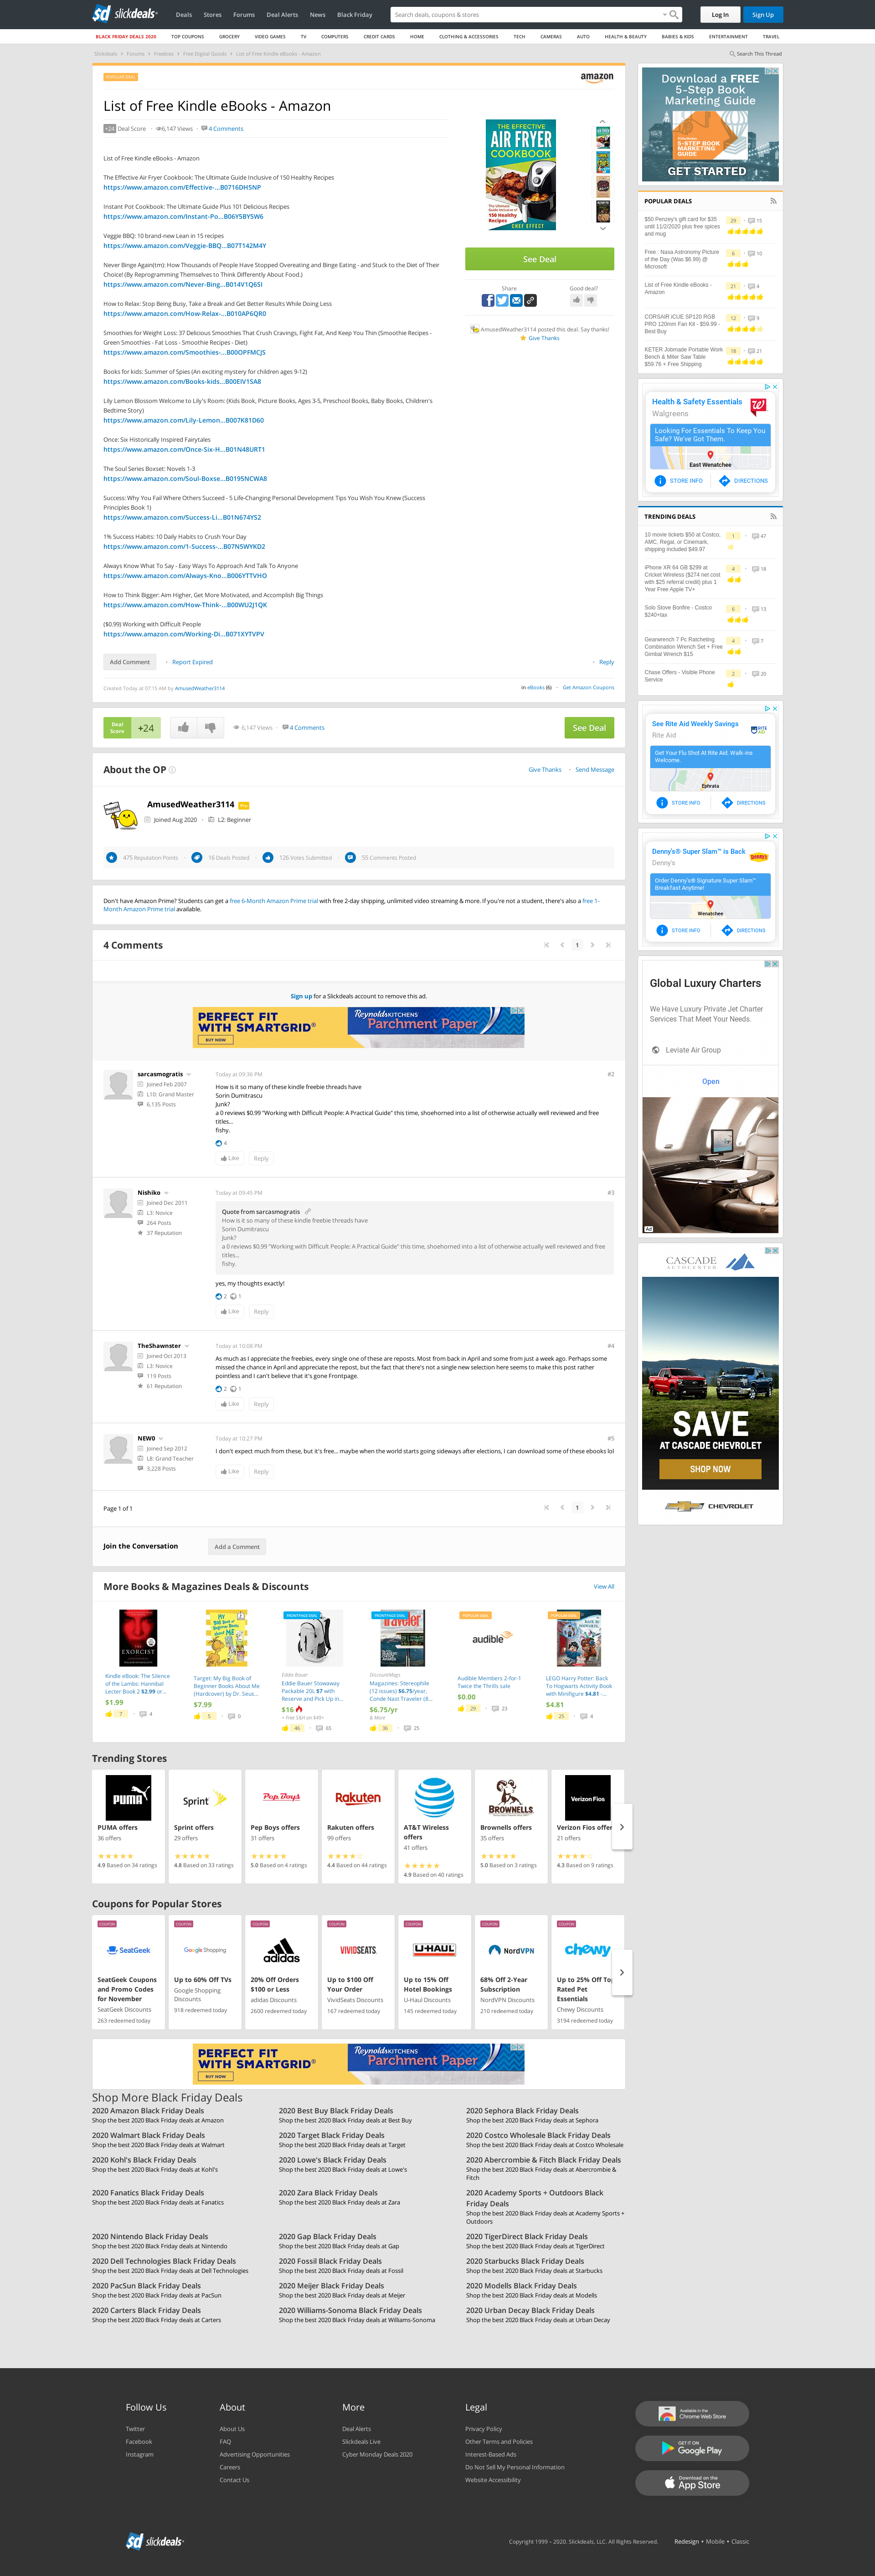 slickdeals
Deals Stores Forums Deal Alerts News Black Friday
Search deals, coupons & stores
Log In Sign Up
BLACK FRIDAY DEALS 2020 TOP COUPONS GROCERY VIDEO GAMES TV COMPUTERS CREDIT CARDS HOME CLOTHING & ACCESSORIES TECH CAMERAS AUTO HEALTH & BEAUTY BABIES & KIDS ENTERTAINMENT TRAVEL
Slickdeals Forums Freebies Free Digital Goods List of Free Kindle eBooks - Amazon
Search This Thread
POPULAR DEAL
amazon
List of Free Kindle eBooks - Amazon
+24 Deal Score 6,147 Views 4 Comments
List of Free Kindle eBooks - Amazon
The Effective Air Fryer Cookbook: The Ultimate Guide Inclusive of 150 Healthy Recipes
https://www.amazon.com/Effective-...B0716DH5NP
Instant Pot Cookbook: The Ultimate Guide Plus 101 Delicious Recipes
https://www.amazon.com/Instant-Po...B06Y5BY5W6
Veggie BBQ: 10 brand-new Lean in 15 recipes
https://www.amazon.com/Veggie-BBQ...B07T142M4Y
Never Binge Again(tm): How Thousands of People Have Stopped Overeating and Binge Eating - and Stuck to the Diet of Their
Choice! (By Reprogramming Themselves to Think Differently About Food.)
https://www.amazon.com/Never-Bing...B014V1Q6SI
How to Relax: Stop Being Busy, Take a Break and Get Better Results While Doing Less
https://www.amazon.com/How-Relax-...B010AP6QR0
Smoothies for Weight Loss: 37 Delicious Smoothies That Crush Cravings, Fight Fat, And Keep You Thin (Smoothie Recipes -
Green Smoothies - Fat Loss - Smoothie Recipes - Diet)
https://www.amazon.com/Smoothies-...B00OPFMCJS
Books for kids: Summer of Spies (An exciting mystery for children ages 9-12)
https://www.amazon.com/Books-kids...B00EIV1SA8
Lily Lemon Blossom Welcome to Lily's Room: (Kids Book, Picture Books, Ages 3-5, Preschool Books, Baby Books, Children's
Bedtime Story)
https://www.amazon.com/Lily-Lemon...B007K81D60
Once: Six Historically Inspired Fairytales
https://www.amazon.com/Once-Six-H...B01N48URT1
The Soul Series Boxset: Novels 1-3
https://www.amazon.com/Soul-Boxse...B0195NCWA8
Success: Why You Fail Where Others Succeed - 5 Life-Changing Personal Development Tips You Wish You Knew (Success
Principles Book 1)
https://www.amazon.com/Success-Li...B01N674YS2
1% Success Habits: 10 Daily Habits to Crush Your Day
https://www.amazon.com/1-Success-...B07N5WYKD2
Always Know What To Say - Easy Ways To Approach And Talk To Anyone
https://www.amazon.com/Always-Kno...B006YTTVHO
How to Think Bigger: Aim Higher, Get More Motivated, and Accomplish Big Things
https://www.amazon.com/How-Think-...B00WU2J1QK
($0.99) Working with Difficult People
https://www.amazon.com/Working-Di...B071XYTVPV
Add Comment Report Expired Reply
Created Today at 07:15 AM by AmusedWeather3114
in eBooks (6) Get Amazon Coupons
THE EFFECTIVE
AIR FRYER
COOKBOOK
The Ultimate Guide
Inclusive of
150 Healthy
Recipes
CHEF EFFECT
See Deal
Share Good deal?
AmusedWeather3114 posted this deal. Say thanks!
Give Thanks
Deal Score +24 6,147 Views 4 Comments See Deal
About the OP
Give Thanks Send Message
AmusedWeather3114 Pro
Joined Aug 2020 L2: Beginner
475 Reputation Points 16 Deals Posted 126 Votes Submitted 55 Comments Posted
Don't have Amazon Prime? Students can get a free 6-Month Amazon Prime trial with free 2-day shipping, unlimited video streaming & more. If you're not a student, there's also a free 1-
Month Amazon Prime trial available.
4 Comments
1
Sign up for a Slickdeals account to remove this ad.
PERFECT FIT
WITH SMARTGRID®
BUY NOW
Reynolds KITCHENS
Parchment Paper
sarcasmogratis
Joined Feb 2007
L10: Grand Master
6,135 Posts
Today at 09:36 PM #2
How is it so many of these kindle freebie threads have
Sorin Dumitrascu
Junk?
a 0 reviews $0.99 "Working with Difficult People: A Practical Guide" this time, shoehorned into a list of otherwise actually well reviewed and free
titles...
fishy.
4
Like Reply
Nishiko
Joined Dec 2011
L3: Novice
264 Posts
37 Reputation
Today at 09:45 PM #3
Quote from sarcasmogratis
How is it so many of these kindle freebie threads have
Sorin Dumitrascu
Junk?
a 0 reviews $0.99 "Working with Difficult People: A Practical Guide" this time, shoehorned into a list of otherwise actually well reviewed and free
titles...
fishy.
yes, my thoughts exactly!
2 1
Like Reply
TheShawnster
Joined Oct 2013
L3: Novice
119 Posts
61 Reputation
Today at 10:08 PM #4
As much as I appreciate the freebies, every single one of these are reposts. Most from back in April and some from just a week ago. Perhaps some
missed the chance in April and appreciate the repost, but the fact that there's not a single new selection here seems to make this post rather
pointless and I can't believe that it's gone Frontpage.
2 1
Like Reply
NEW0
Joined Sep 2012
L8: Grand Teacher
3,228 Posts
Today at 10:27 PM #5
I don't expect much from these, but it's free... maybe when the world starts going sideways after elections, I can download some of these ebooks lol
Like Reply
Page 1 of 1
1
Join the Conversation Add a Comment
More Books & Magazines Deals & Discounts View All
THE EXORCIST
Kindle eBook: The Silence
of the Lambs: Hannibal
Lecter Book 2 $2.99 or...
$1.99
7 4
Target: My Big Book of
Beginner Books About Me
(Hardcover) by Dr. Seus...
$7.99
5 0
FRONTPAGE DEAL
Eddie Bauer
Eddie Bauer Stowaway
Packable 20L $7 with
Reserve and Pick Up in...
$16
+ Free S&H on $49+
46 65
FRONTPAGE DEAL
DiscountMags
Magazines: Stereophile
(12 issues) $6.75/year,
Conde Nast Traveler (8...
$6.75/yr
& More
36 25
POPULAR DEAL
audible
Audible Members 2-for-1
Twice the Thrills sale
$0.00
29 23
POPULAR DEAL
LEGO Harry Potter: Back
To Hogwarts Activity Book
with Minifigure $4.81 -...
$4.81
25 4
Trending Stores
PUMA offers
36 offers
4.9 Based on 34 ratings
Sprint offers
29 offers
4.8 Based on 33 ratings
Pep Boys offers
31 offers
5.0 Based on 4 ratings
Rakuten offers
99 offers
4.4 Based on 44 ratings
AT&T Wireless
offers
41 offers
4.9 Based on 40 ratings
Brownells offers
35 offers
5.0 Based on 3 ratings
Verizon Fios offer
21 offers
4.3 Based on 9 ratings
Coupons for Popular Stores
COUPON
SeatGeek
SeatGeek Coupons
and Promo Codes
for November
SeatGeek Discounts
263 redeemed today
COUPON
Google Shopping
Up to 60% Off TVs
Google Shopping
Discounts
918 redeemed today
COUPON
adidas
20% Off Orders
$100 or Less
adidas Discounts
2600 redeemed today
COUPON
VIVIDSEATS
Up to $100 Off
Your Order
VividSeats Discounts
167 redeemed today
COUPON
U-HAUL
Up to 15% Off
Hotel Bookings
U-Haul Discounts
145 redeemed today
COUPON
NordVPN
68% Off 2-Year
Subscription
NordVPN Discounts
210 redeemed today
COUPON
chewy
Up to 25% Off Top
Rated Pet
Essentials
Chewy Discounts
3194 redeemed today
PERFECT FIT
WITH SMARTGRID®
BUY NOW
Reynolds KITCHENS
Parchment Paper
Shop More Black Friday Deals
2020 Amazon Black Friday Deals
Shop the best 2020 Black Friday deals at Amazon
2020 Best Buy Black Friday Deals
Shop the best 2020 Black Friday deals at Best Buy
2020 Sephora Black Friday Deals
Shop the best 2020 Black Friday deals at Sephora
2020 Walmart Black Friday Deals
Shop the best 2020 Black Friday deals at Walmart
2020 Target Black Friday Deals
Shop the best 2020 Black Friday deals at Target
2020 Costco Wholesale Black Friday Deals
Shop the best 2020 Black Friday deals at Costco Wholesale
2020 Kohl's Black Friday Deals
Shop the best 2020 Black Friday deals at Kohl's
2020 Lowe's Black Friday Deals
Shop the best 2020 Black Friday deals at Lowe's
2020 Abercrombie & Fitch Black Friday Deals
Shop the best 2020 Black Friday deals at Abercrombie &
Fitch
2020 Fanatics Black Friday Deals
Shop the best 2020 Black Friday deals at Fanatics
2020 Zara Black Friday Deals
Shop the best 2020 Black Friday deals at Zara
2020 Academy Sports + Outdoors Black
Friday Deals
Shop the best 2020 Black Friday deals at Academy Sports +
Outdoors
2020 Nintendo Black Friday Deals
Shop the best 2020 Black Friday deals at Nintendo
2020 Gap Black Friday Deals
Shop the best 2020 Black Friday deals at Gap
2020 TigerDirect Black Friday Deals
Shop the best 2020 Black Friday deals at TigerDirect
2020 Dell Technologies Black Friday Deals
Shop the best 2020 Black Friday deals at Dell Technologies
2020 Fossil Black Friday Deals
Shop the best 2020 Black Friday deals at Fossil
2020 Starbucks Black Friday Deals
Shop the best 2020 Black Friday deals at Starbucks
2020 PacSun Black Friday Deals
Shop the best 2020 Black Friday deals at PacSun
2020 Meijer Black Friday Deals
Shop the best 2020 Black Friday deals at Meijer
2020 Modells Black Friday Deals
Shop the best 2020 Black Friday deals at Modells
2020 Carters Black Friday Deals
Shop the best 2020 Black Friday deals at Carters
2020 Williams-Sonoma Black Friday Deals
Shop the best 2020 Black Friday deals at Williams-Sonoma
2020 Urban Decay Black Friday Deals
Shop the best 2020 Black Friday deals at Urban Decay
Download a FREE
5-Step Book
Marketing Guide
5-STEP BOOK
MARKETING
GUIDE
GET STARTED
POPULAR DEALS
$50 Penzey's gift card for $35
until 11/2/2020 plus free spices
and mug
29 15
Free : Nasa Astronomy Picture
of the Day (Was $6.99) @
Microsoft
6 10
List of Free Kindle eBooks -
Amazon
21 4
CORSAIR iCUE SP120 RGB
PRO 120mm Fan Kit - $59.99 -
Best Buy
12 9
KETER Jobmade Portable Work
Bench & Miter Saw Table
$59.76 + Free Shipping
18 21
Health & Safety Essentials
Walgreens
Looking For Essentials To Keep You
Safe? We've Got Them.
East Wenatchee
STORE INFO DIRECTIONS
TRENDING DEALS
10 movie tickets $50 at Costco,
AMC, Regal, or Cinemark,
shipping included $49.97
1 47
iPhone XR 64 GB $299 at
Cricket Wireless ($274 net cost
with $25 referral credit) plus 1
Year Free Apple TV+
4 18
Solo Stove Bonfire - Costco
$240+tax
6 13
Gearwrench 7 Pc Ratcheting
Combination Wrench Set + Free
Gimbal Wrench $15
4 7
Chase Offers - Visible Phone
Service
2 20
See Rite Aid Weekly Savings
Rite Aid
Get Your Flu Shot At Rite Aid. Walk-ins
Welcome.
Ephrata
STORE INFO DIRECTIONS
Denny's® Super Slam™ is Back
Denny's
Order Denny's® Signature Super Slam™
Breakfast Anytime!
Wenatchee
STORE INFO DIRECTIONS
Global Luxury Charters
We Have Luxury Private Jet Charter
Services That Meet Your Needs.
Leviate Air Group
Open
Ad
CASCADE
AUTOCENTER
SAVE
AT CASCADE CHEVROLET
SHOP NOW
CHEVROLET
Follow Us
Twitter
Facebook
Instagram
About
About Us
FAQ
Advertising Opportunities
Careers
Contact Us
More
Deal Alerts
Slickdeals Live
Cyber Monday Deals 2020
Legal
Privacy Policy
Other Terms and Policies
Interest-Based Ads
Do Not Sell My Personal Information
Website Accessibility
Available in the
Chrome Web Store
GET IT ON
Google Play
Download on the
App Store
slickdeals
Copyright 1999 - 2020. Slickdeals, LLC. All Rights Reserved. Redesign • Mobile • Classic